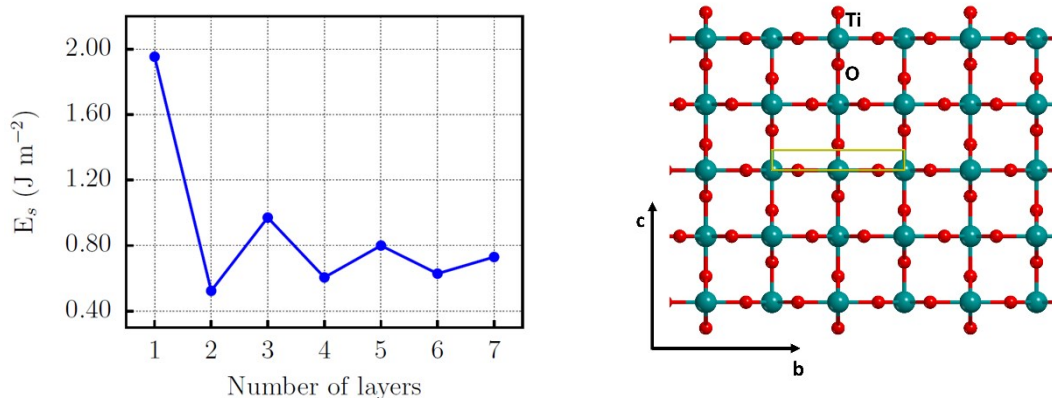 2.00
1.60
1.20
0.80
0.40
E_s (J m⁻²)
1 2 3 4 5 6 7
Number of layers
Ti
O
c
b